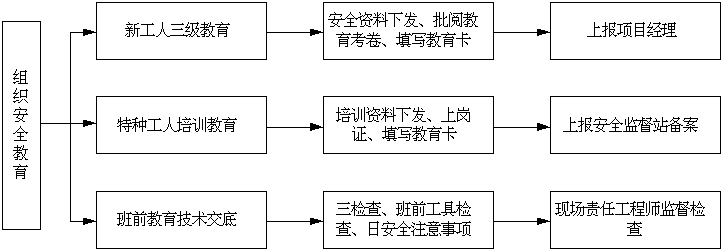 组织安全教育
新工人三级教育
安全资料下发、批阅教
育考卷、填写教育卡
上报项目经理
特种工人培训教育
培训资料下发、上岗
证、填写教育卡
上报安全监督站备案
班前教育技术交底
三检查、班前工具检
查、日安全注意事项
现场责任工程师监督检
查